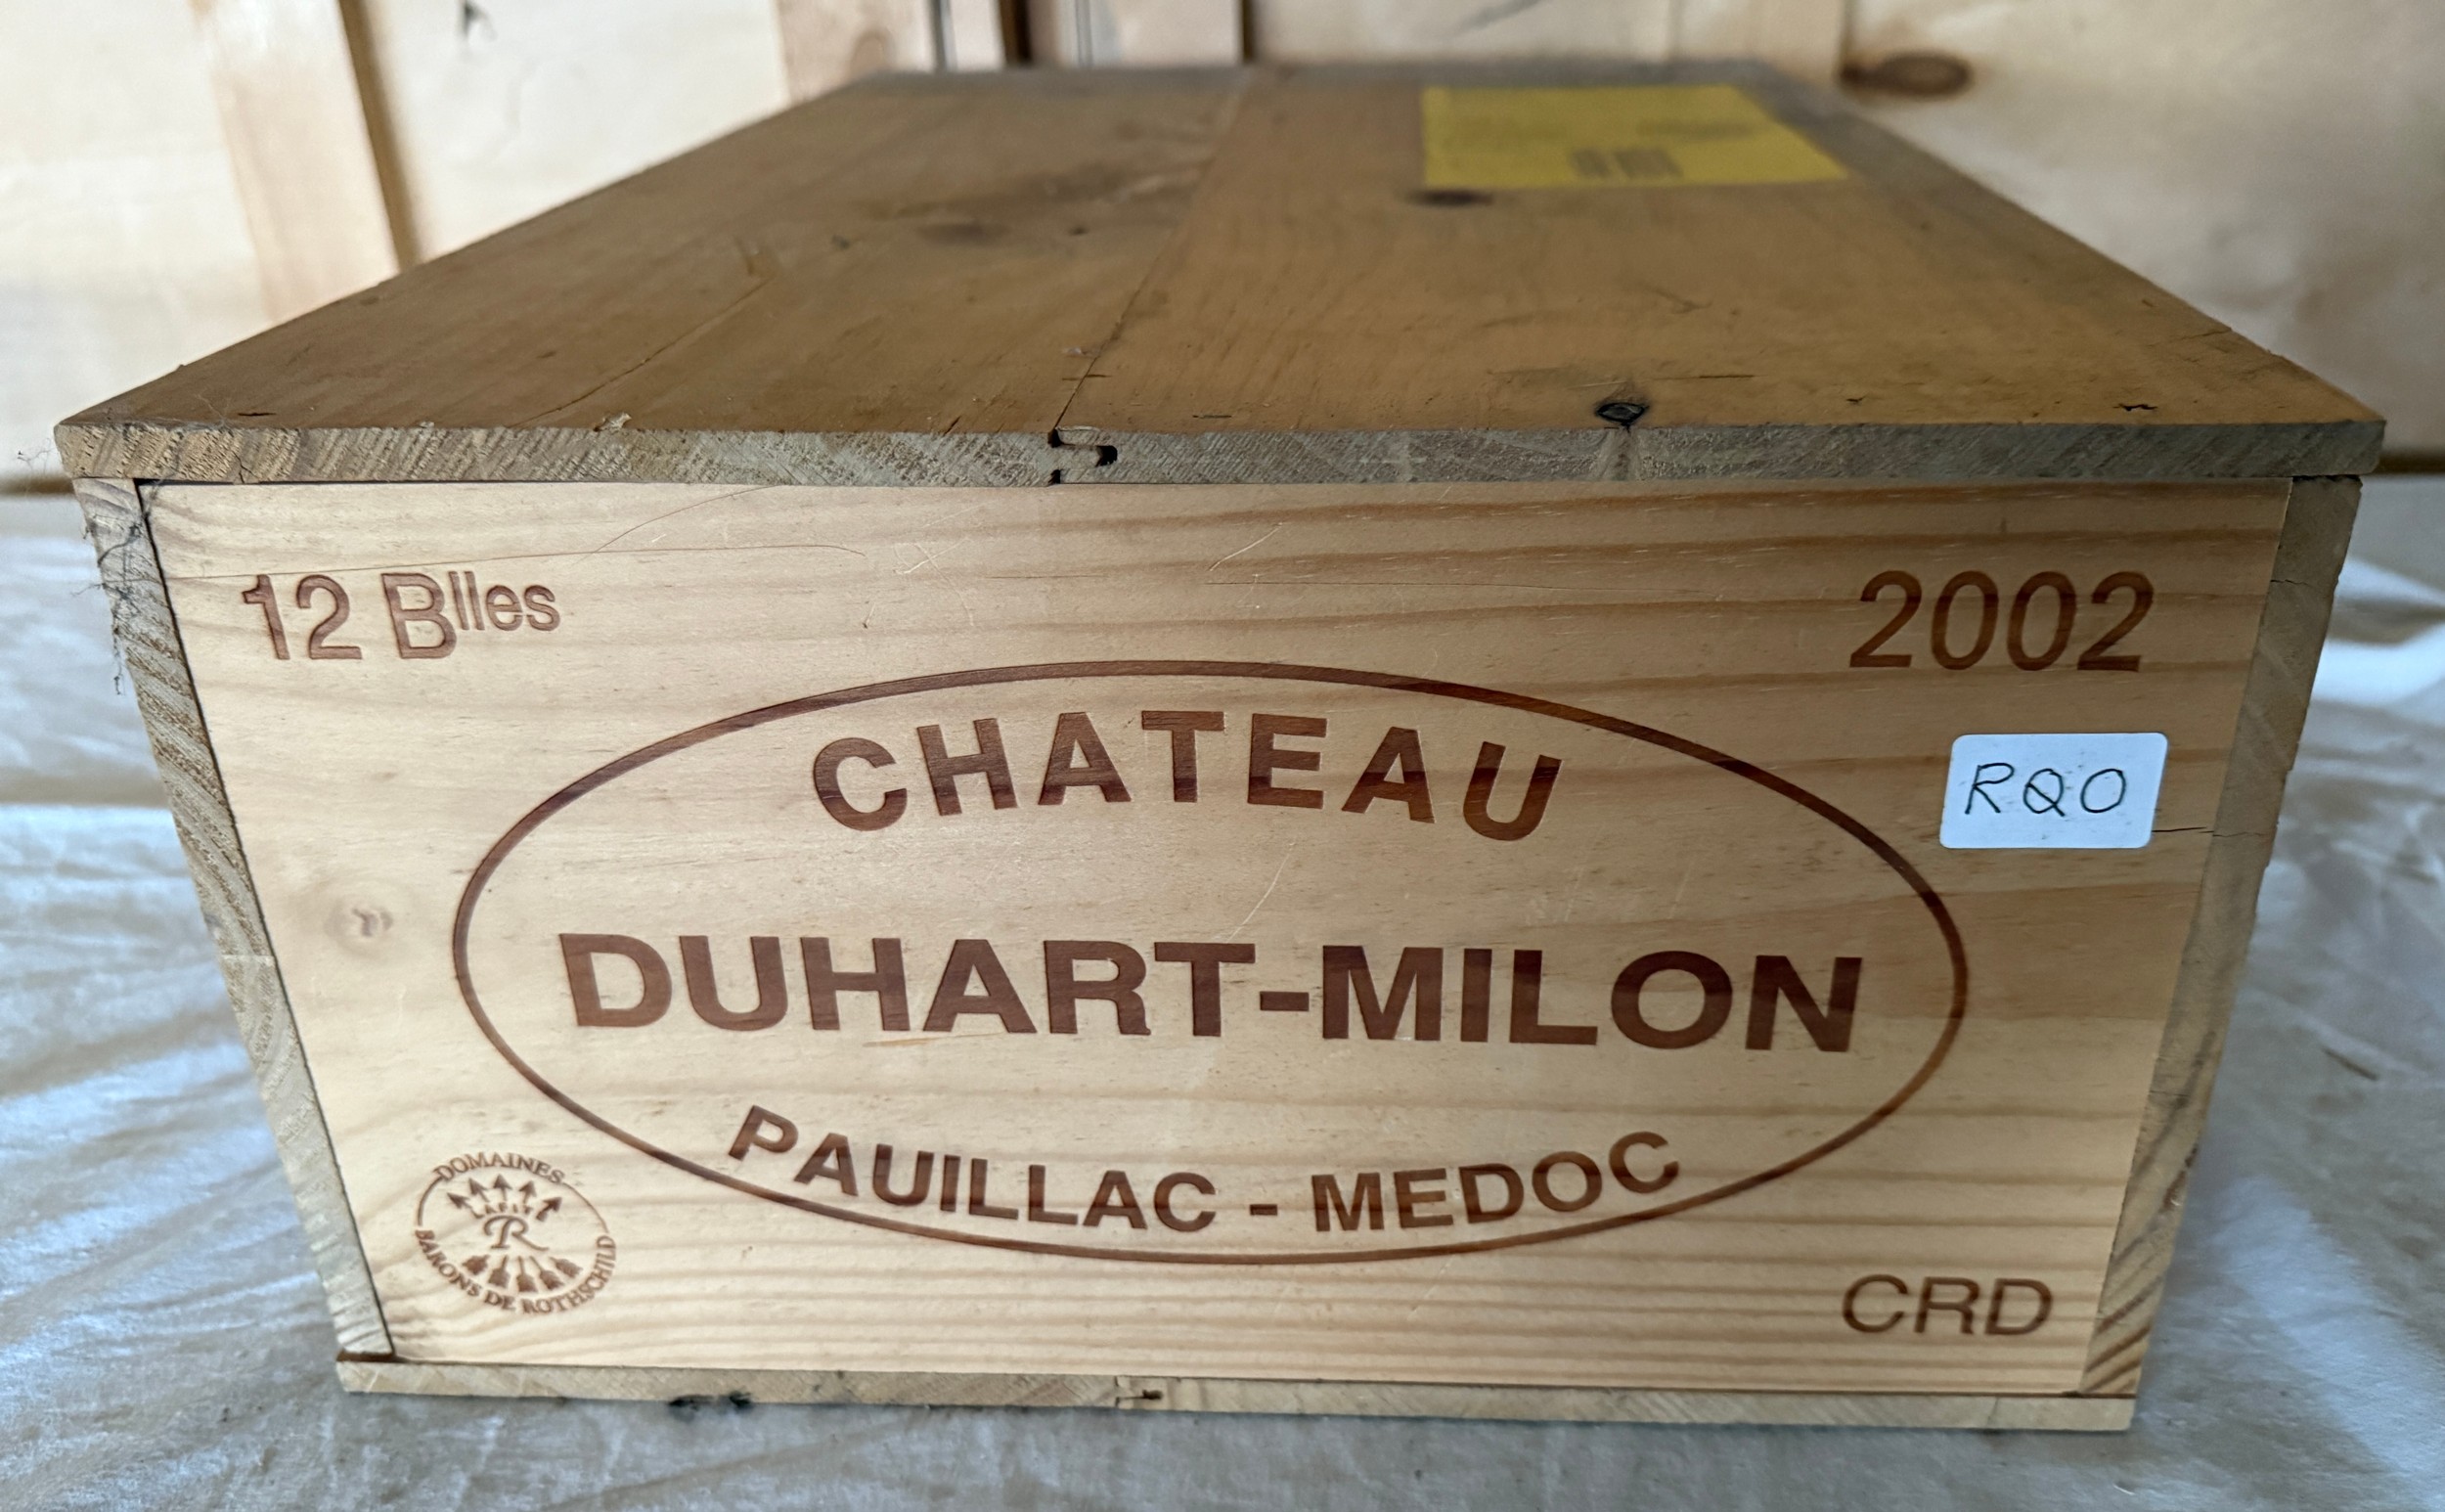 12 Blles
2002
CHATEAU
RQO
DUHART-MILON
PAUILLAC - MEDOC
DOMAINES
LAFITE
R
BARONS DE ROTHSCHILD
CRD